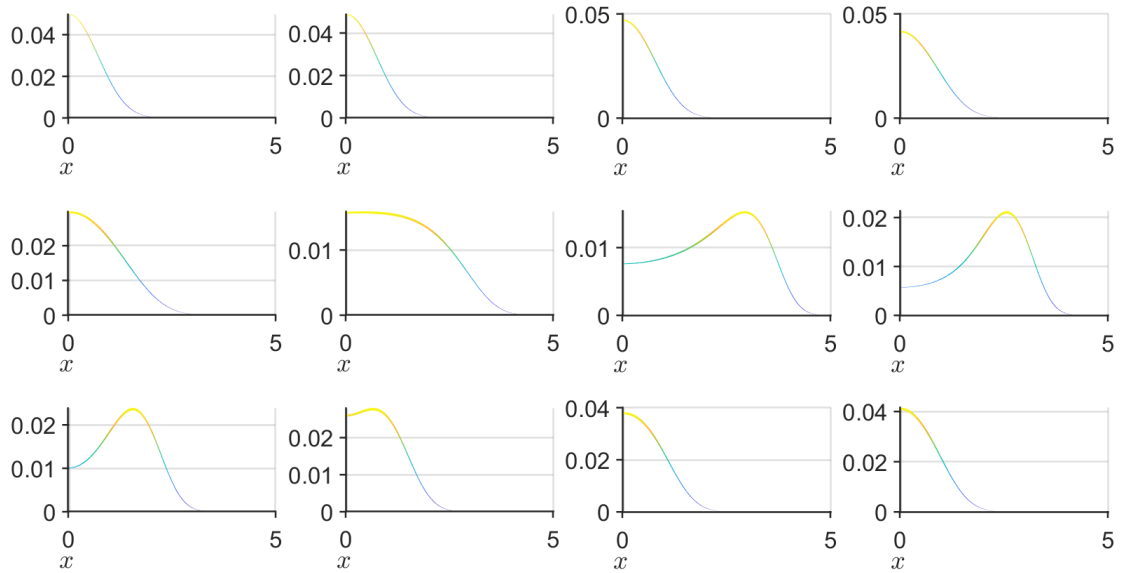 0.04 0.04 0.05 0.05
0.02 0.02
0 0 0 0
0 5 0 5 0 5 0 5
x x x x
0.02 0.01 0.01 0.02
0.01 0.01
0 0 0 0
0 5 0 5 0 5 0 5
x x x x
0.02 0.02 0.04 0.04
0.01 0.01 0.02 0.02
0 0 0 0
0 5 0 5 0 5 0 5
x x x x